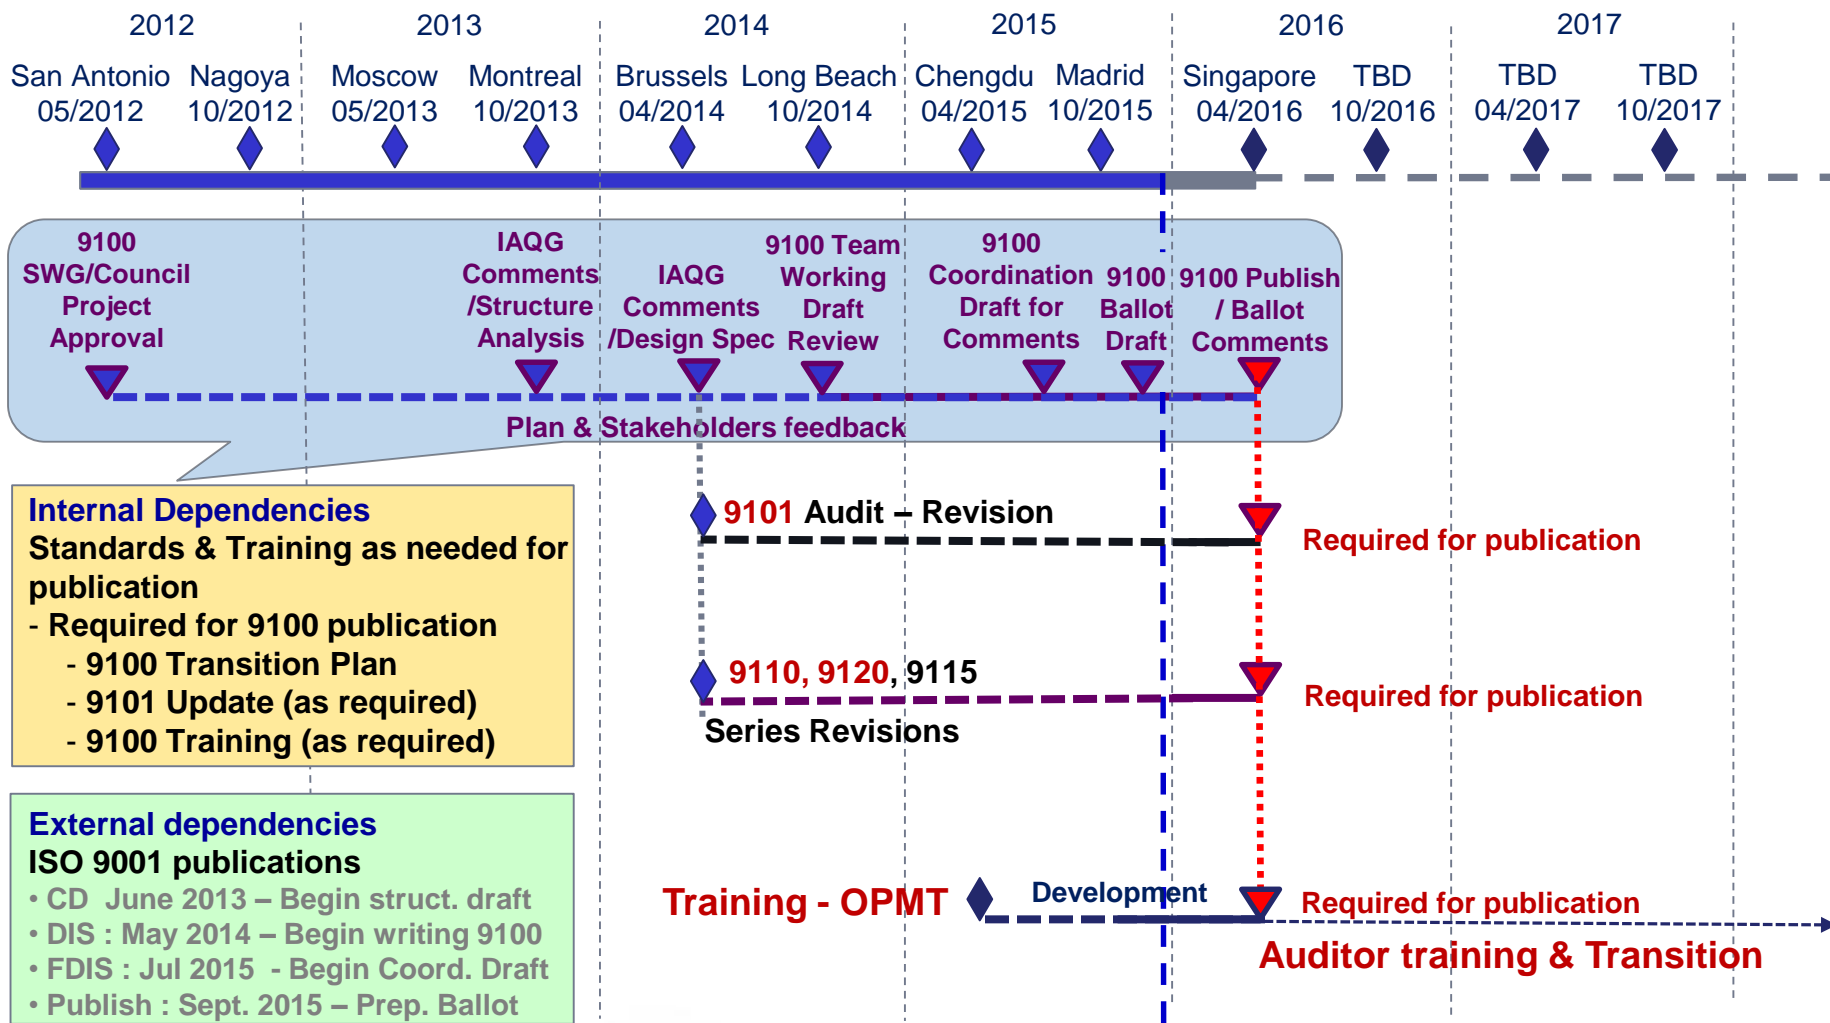 2012
2013
2014
2015
2016
2017
San Antonio
05/2012
Nagoya
10/2012
Moscow
05/2013
Montreal
10/2013
Brussels
04/2014
Long Beach
10/2014
Chengdu
04/2015
Madrid
10/2015
Singapore
04/2016
TBD
10/2016
TBD
04/2017
TBD
10/2017
9100
SWG/Council
Project
Approval
IAQG
Comments
/Structure
Analysis
IAQG
Comments
/Design Spec
9100 Team
Working
Draft
Review
9100
Coordination
Draft for
Comments
9100
Ballot
Draft
9100 Publish
/ Ballot
Comments
Plan & Stakeholders feedback
Internal Dependencies
Standards & Training as needed for
publication
- Required for 9100 publication
- 9100 Transition Plan
- 9101 Update (as required)
- 9100 Training (as required)
9101 Audit – Revision
Required for publication
9110, 9120, 9115
Series Revisions
Required for publication
External dependencies
ISO 9001 publications
• CD June 2013 – Begin struct. draft
• DIS : May 2014 – Begin writing 9100
• FDIS : Jul 2015 - Begin Coord. Draft
• Publish : Sept. 2015 – Prep. Ballot
Training - OPMT
Development
Required for publication
Auditor training & Transition